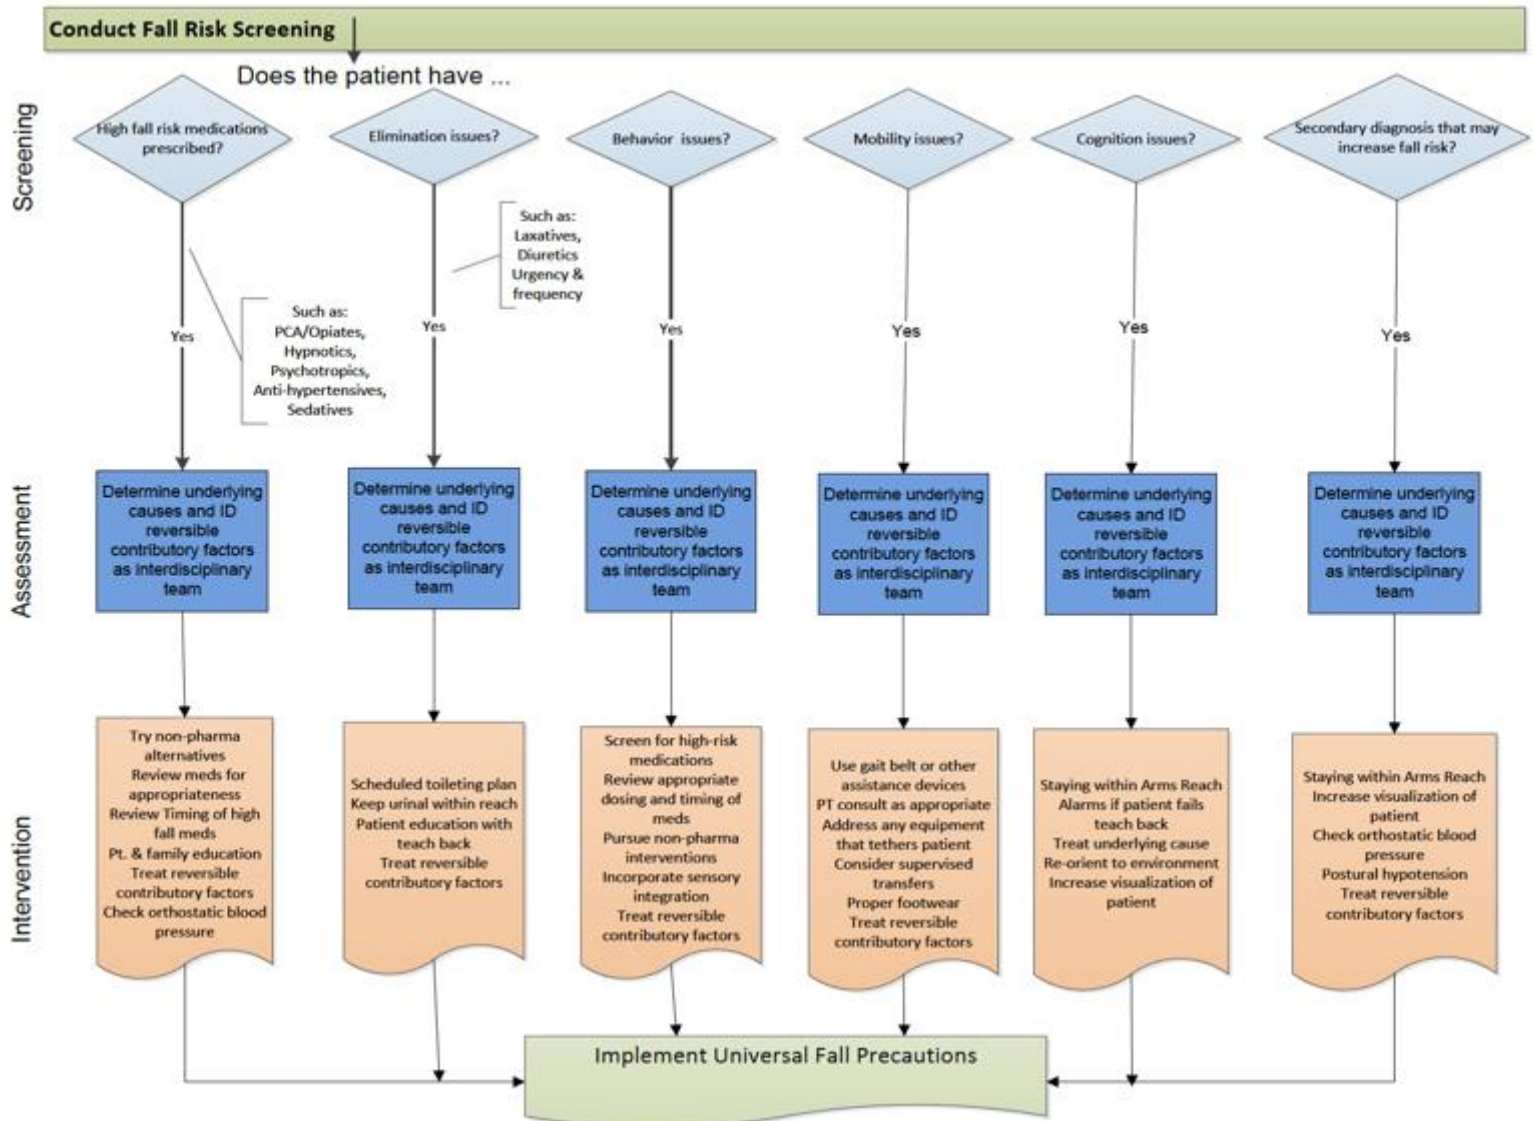 Conduct Fall Risk Screening
Does the patient have ...
Screening
High fall risk medications
prescribed?
Elimination issues?
Behavior issues?
Mobility issues?
Cognition issues?
Secondary diagnosis that may
increase fall risk?
Such as:
Laxatives,
Diuretics
Urgency &
frequency
Such as:
PCA/Opiates,
Hypnotics,
Psychotropics,
Anti-hypertensives,
Sedatives
Yes
Yes
Yes
Yes
Yes
Yes
Assessment
Determine underlying
causes and ID
reversible
contributory factors
as interdisciplinary
team
Determine underlying
causes and ID
reversible
contributory factors
as interdisciplinary
team
Determine underlying
causes and ID
reversible
contributory factors
as interdisciplinary
team
Determine underlying
causes and ID
reversible
contributory factors
as interdisciplinary
team
Determine underlying
causes and ID
reversible
contributory factors
as interdisciplinary
team
Determine underlying
causes and ID
reversible
contributory factors
as interdisciplinary
team
Intervention
Try non-pharma
alternatives
Review meds for
appropriateness
Review Timing of high
fall meds
Pt. & family education
Treat reversible
contributory factors
Check orthostatic blood
pressure
Scheduled toileting plan
Keep urinal within reach
Patient education with
teach back
Treat reversible
contributory factors
Screen for high-risk
medications
Review appropriate
dosing and timing of
meds
Pursue non-pharma
interventions
Incorporate sensory
integration
Treat reversible
contributory factors
Use gait belt or other
assistance devices
PT consult as appropriate
Address any equipment
that tethers patient
Consider supervised
transfers
Proper footwear
Treat reversible
contributory factors
Staying within Arms Reach
Alarms if patient fails
teach back
Treat underlying cause
Re-orient to environment
Increase visualization of
patient
Staying within Arms Reach
Increase visualization of
patient
Check orthostatic blood
pressure
Postural hypotension
Treat reversible
contributory factors
Implement Universal Fall Precautions